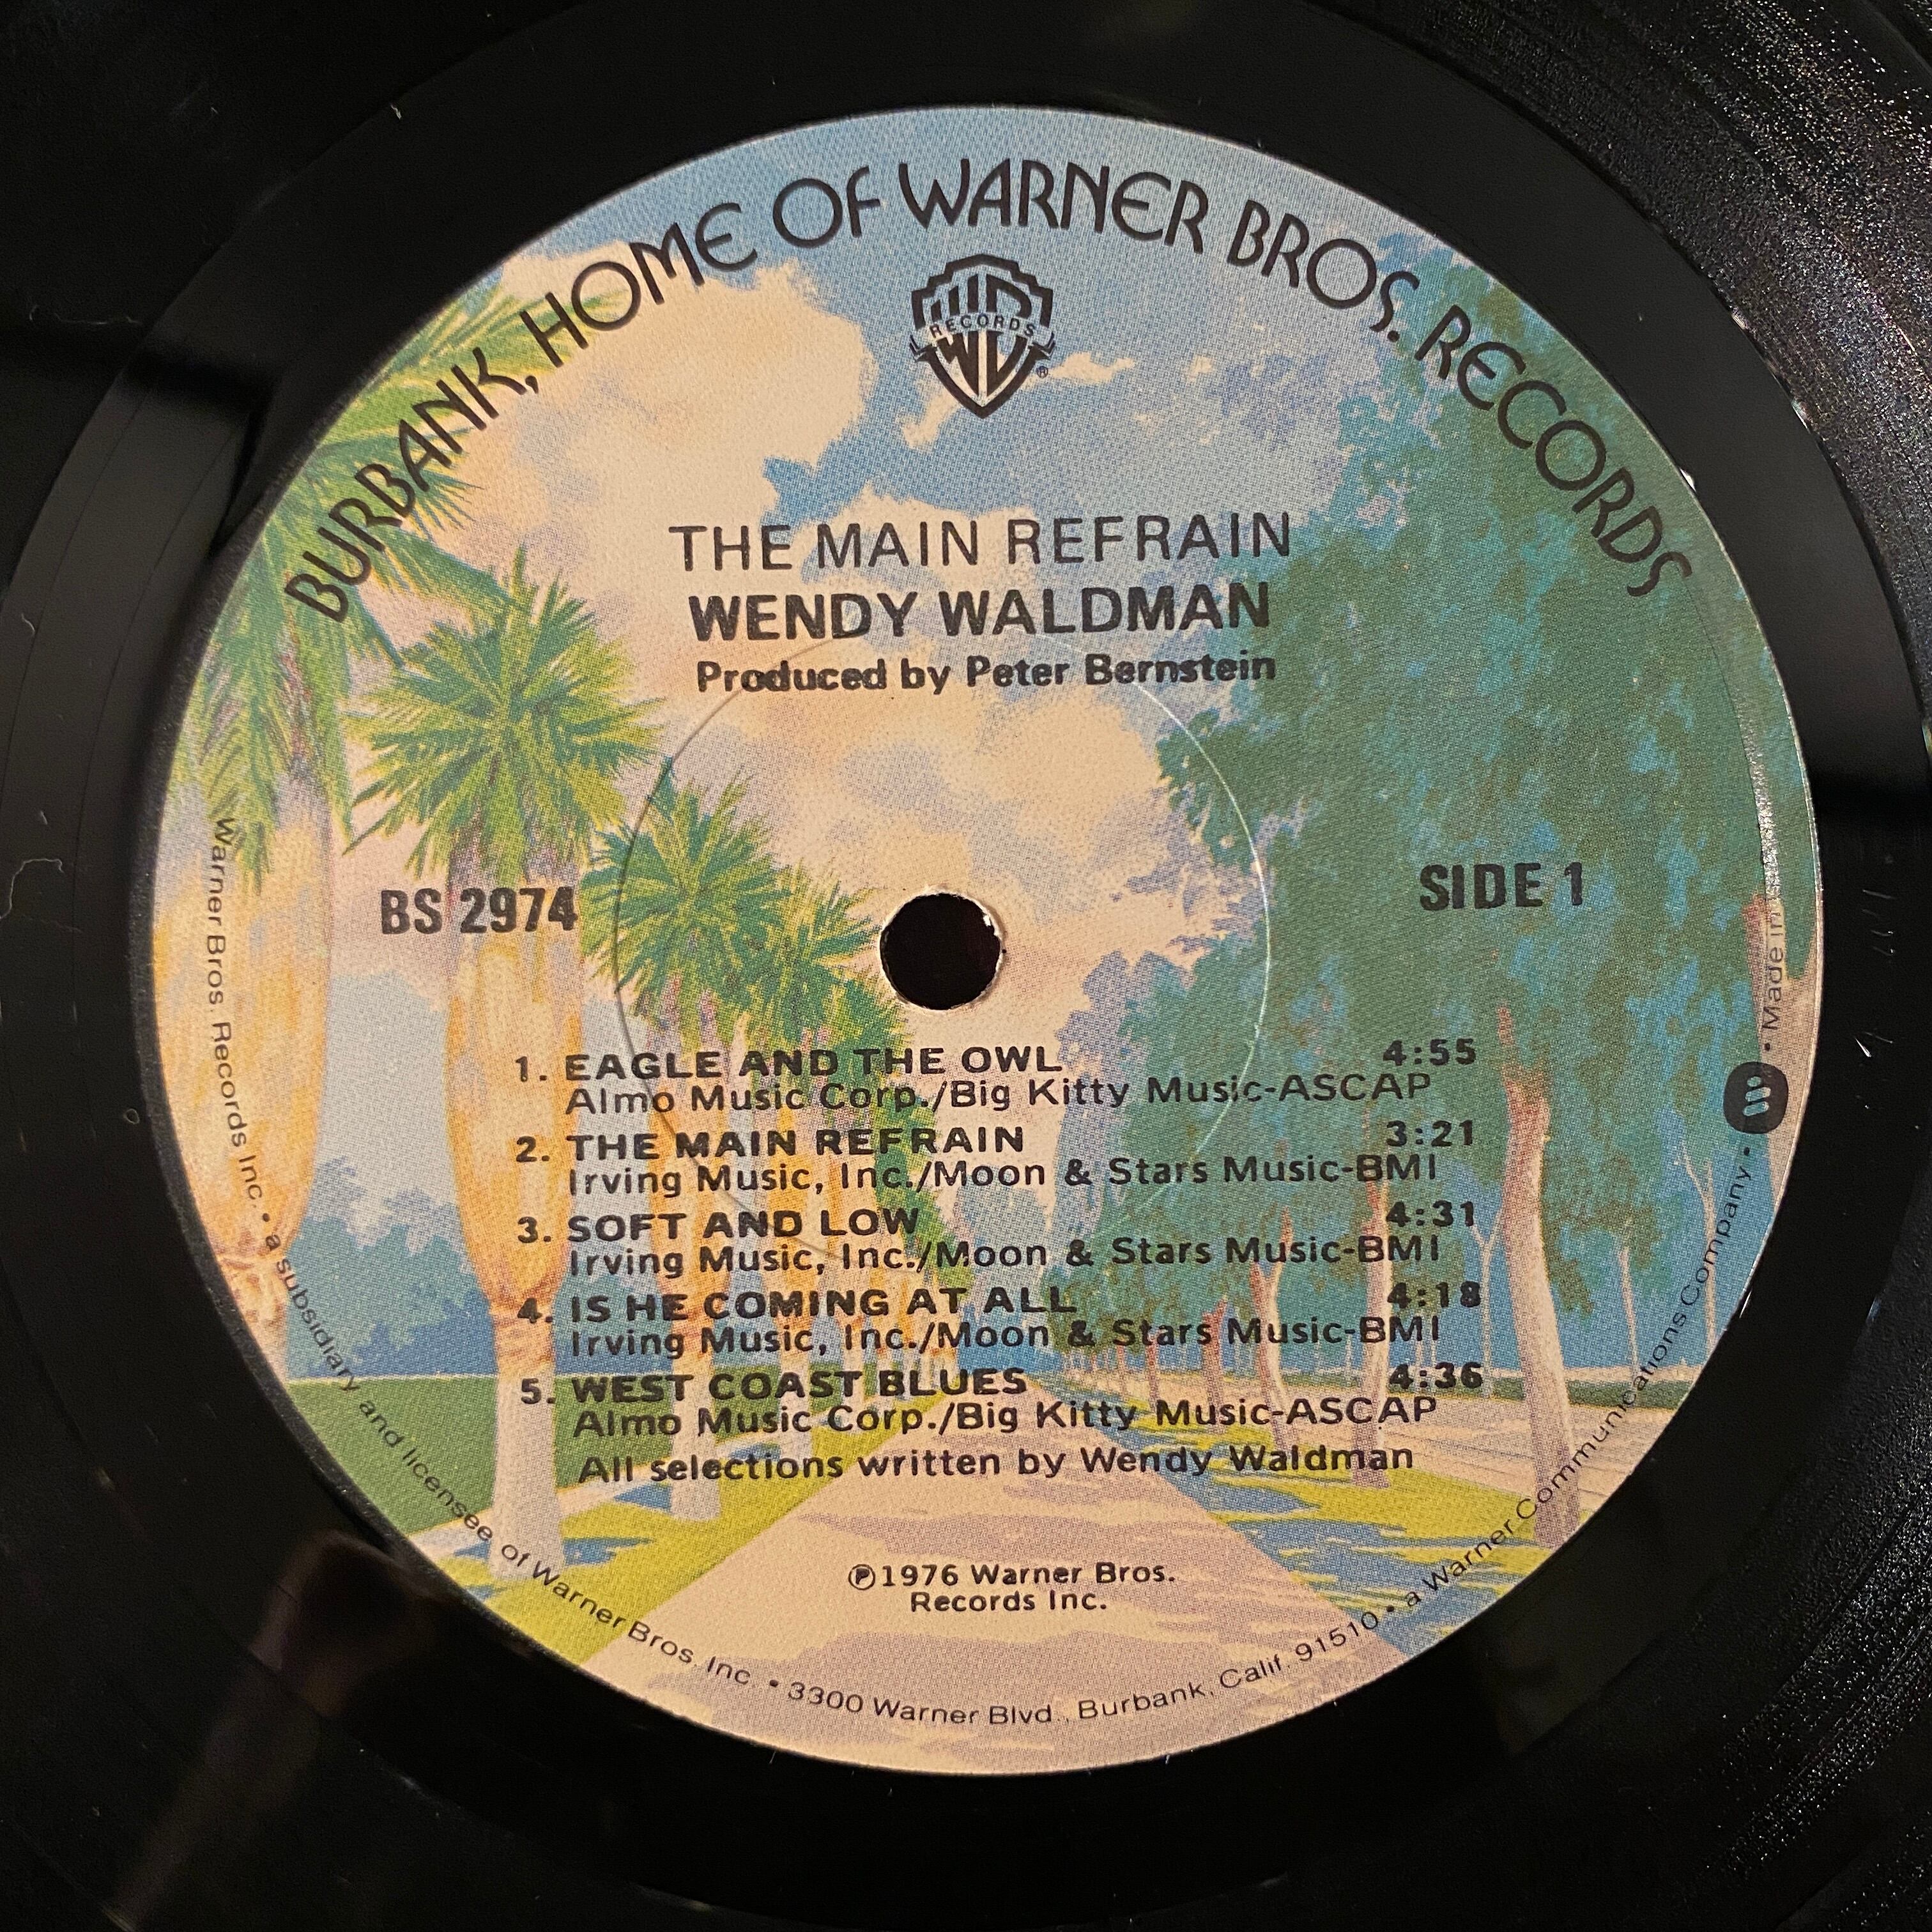 BURBANK, HOME OF WARNER BROS. RECORDS
RECORDS
®
THE MAIN REFRAIN
WENDY WALDMAN
Produced by Peter Bernstein
BS 2974
SIDE 1
1. EAGLE AND THE OWL 4:55
Almo Music Corp./Big Kitty Music-ASCAP
2. THE MAIN REFRAIN 3:21
Irving Music, Inc./Moon & Stars Music-BMI
3. SOFT AND LOW 4:31
Irving Music, Inc./Moon & Stars Music-BMI
4. IS HE COMING AT ALL 4:18
Irving Music, Inc./Moon & Stars Music-BMI
5. WEST COAST BLUES 4:36
Almo Music Corp./Big Kitty Music-ASCAP
All selections written by Wendy Waldman
℗1976 Warner Bros.
Records Inc.
Warner Bros. Records Inc. • a subsidiary and licensee of Warner Bros. Inc. • 3300 Warner Blvd., Burbank, Calif. 91510 • a Warner Communications Company • • Made in